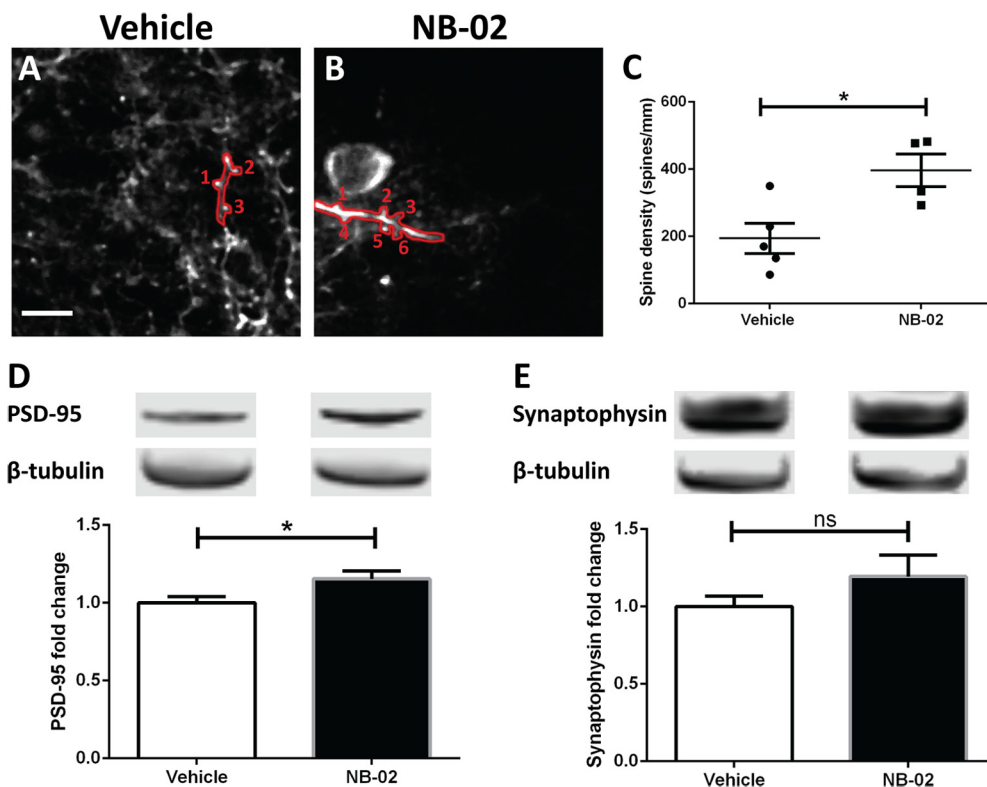 Vehicle
NB-02
A
1
2
3
B
1
2
3
4
5
6
C
Spine density (spines/mm)
600
400
200
0
*
Vehicle
NB-02
D
PSD-95
β-tubulin
PSD-95 fold change
1.5
1.0
0.5
0.0
*
Vehicle
NB-02
E
Synaptophysin
β-tubulin
Synaptophysin fold change
1.5
1.0
0.5
0.0
ns
Vehicle
NB-02